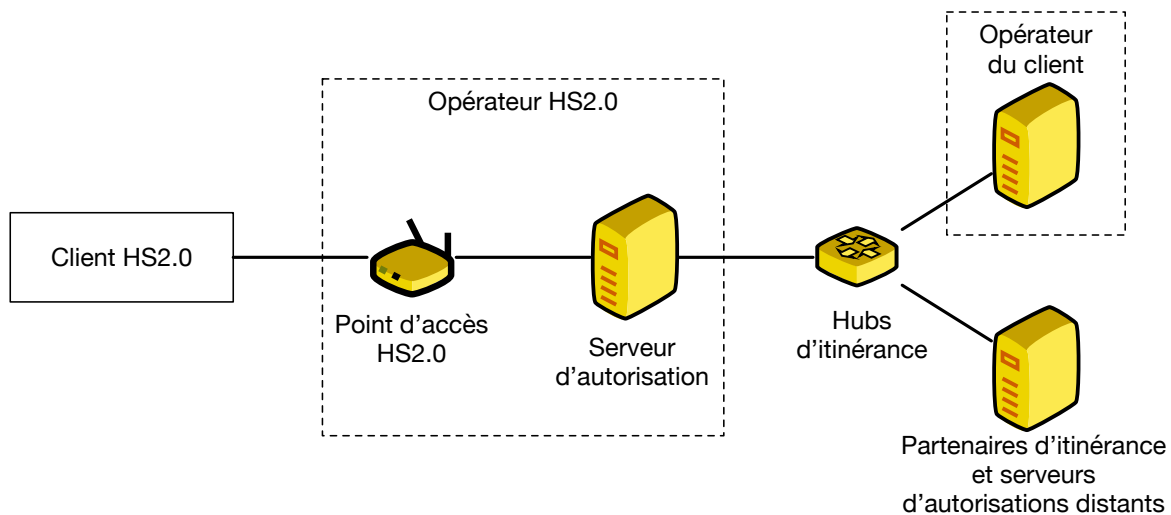 Opérateur
du client
Opérateur HS2.0
Client HS2.0
Point d’accès
HS2.0
Serveur
d’autorisation
Hubs
d’itinérance
Partenaires d’itinérance
et serveurs
d’autorisations distants